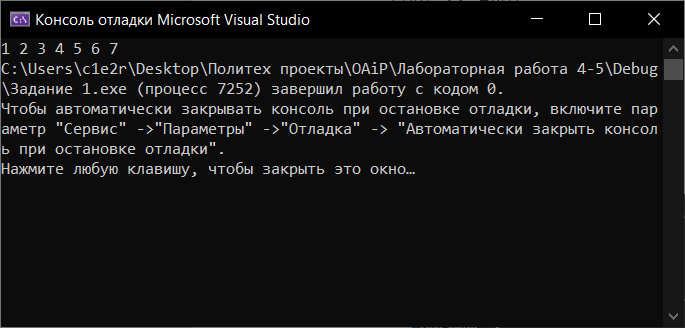 Консоль отладки Microsoft Visual Studio
1 2 3 4 5 6 7
C:\Users\c1e2r\Desktop\Политех проекты\OAiP\Лабораторная работа 4-5\Debug
\Задание 1.exe (процесс 7252) завершил работу с кодом 0.
Чтобы автоматически закрывать консоль при остановке отладки, включите пар
аметр "Сервис" ->"Параметры" ->"Отладка" -> "Автоматически закрыть консол
ь при остановке отладки".
Нажмите любую клавишу, чтобы закрыть это окно…